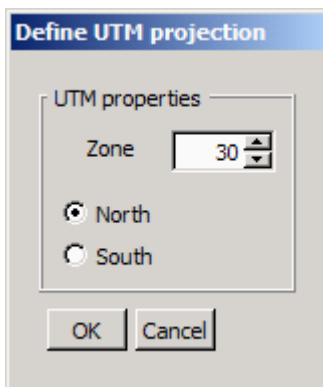 Define UTM projection
UTM properties
Zone 30
North
South
OK Cancel